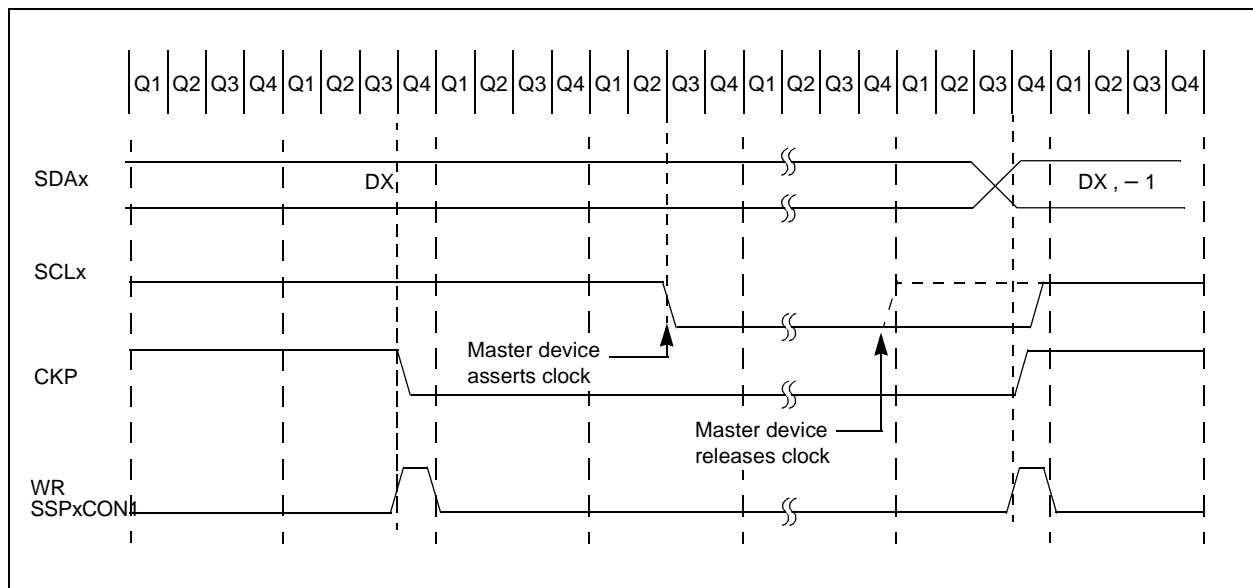 Q1 Q2 Q3 Q4 Q1 Q2 Q3 Q4 Q1 Q2 Q3 Q4 Q1 Q2 Q3 Q4 Q1 Q2 Q3 Q4 Q1 Q2 Q3 Q4 Q1 Q2 Q3 Q4
SDAx
DX
DX , – 1
SCLx
Master device
asserts clock
CKP
Master device
releases clock
WR
SSPxCON1